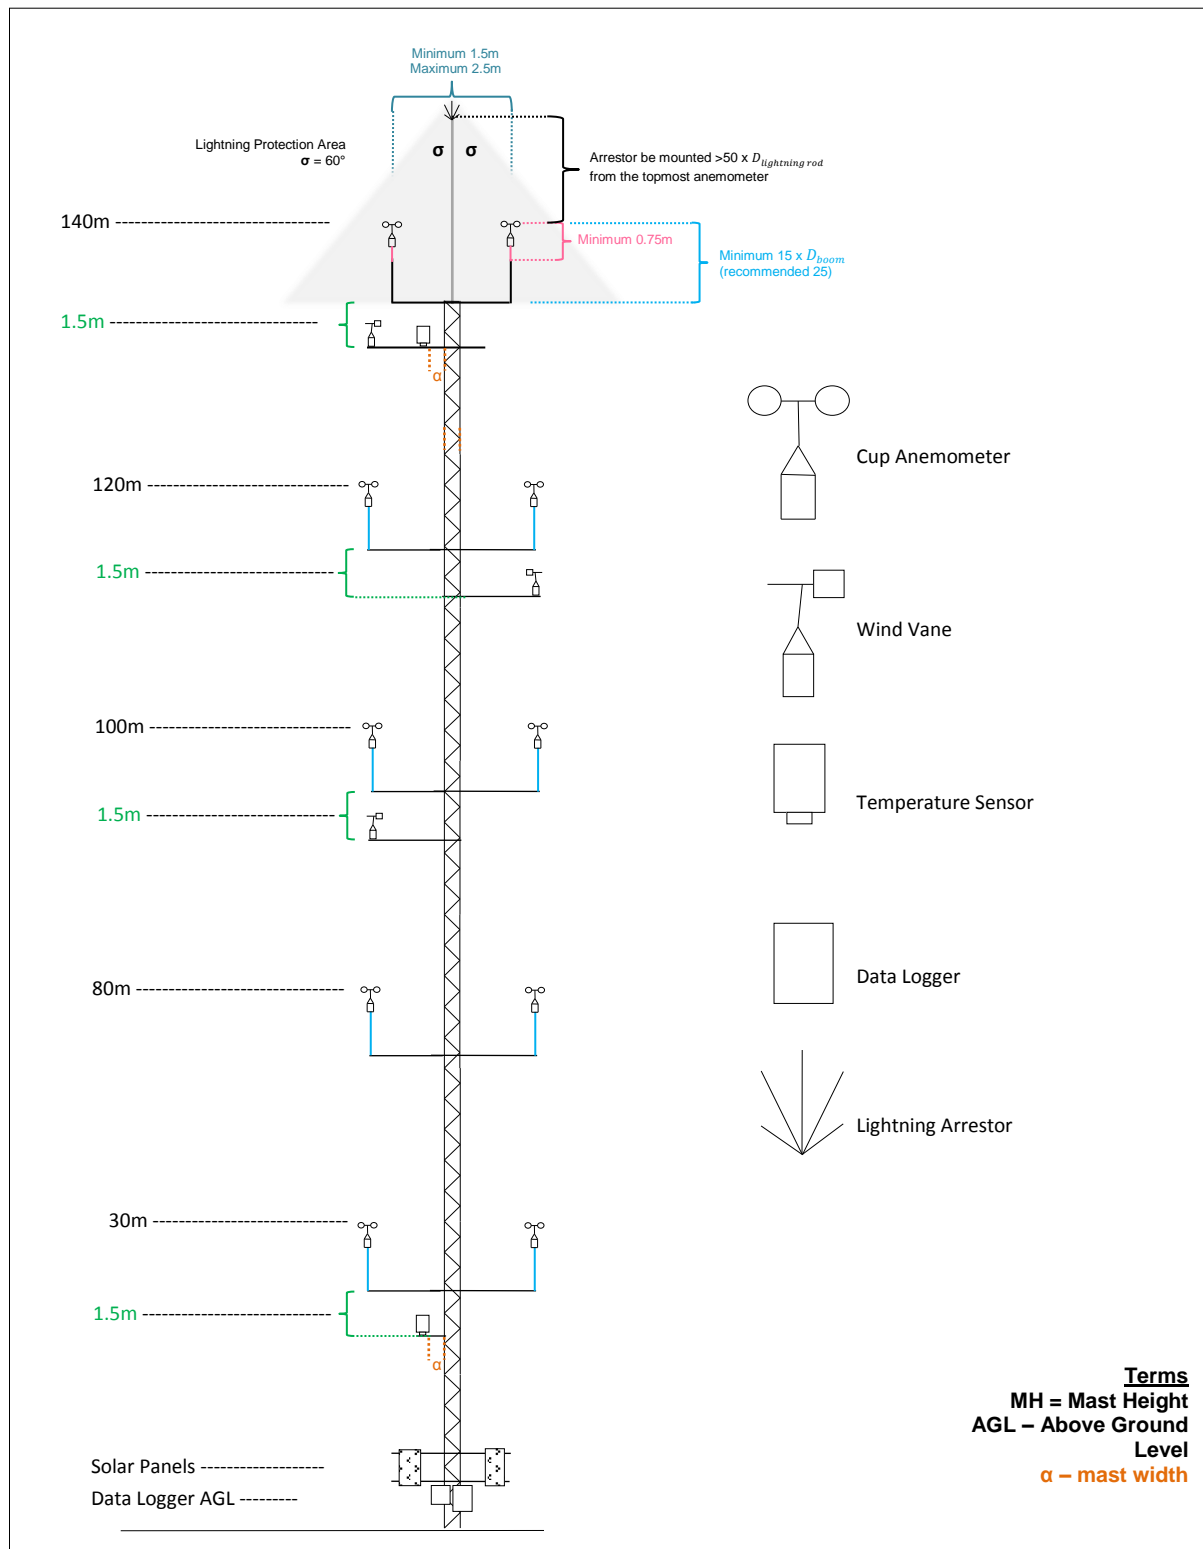 Minimum 1.5m
Maximum 2.5m
Lightning Protection Area
σ = 60°
σ σ
Arrestor be mounted >50 x D_lightning rod
from the topmost anemometer
140m
Minimum 0.75m
Minimum 15 x D_boom
(recommended 25)
1.5m
α
Cup Anemometer
120m
1.5m
Wind Vane
100m
1.5m
Temperature Sensor
80m
Data Logger
Lightning Arrestor
30m
1.5m
α
Terms
MH = Mast Height
AGL – Above Ground
Level
α – mast width
Solar Panels
Data Logger AGL